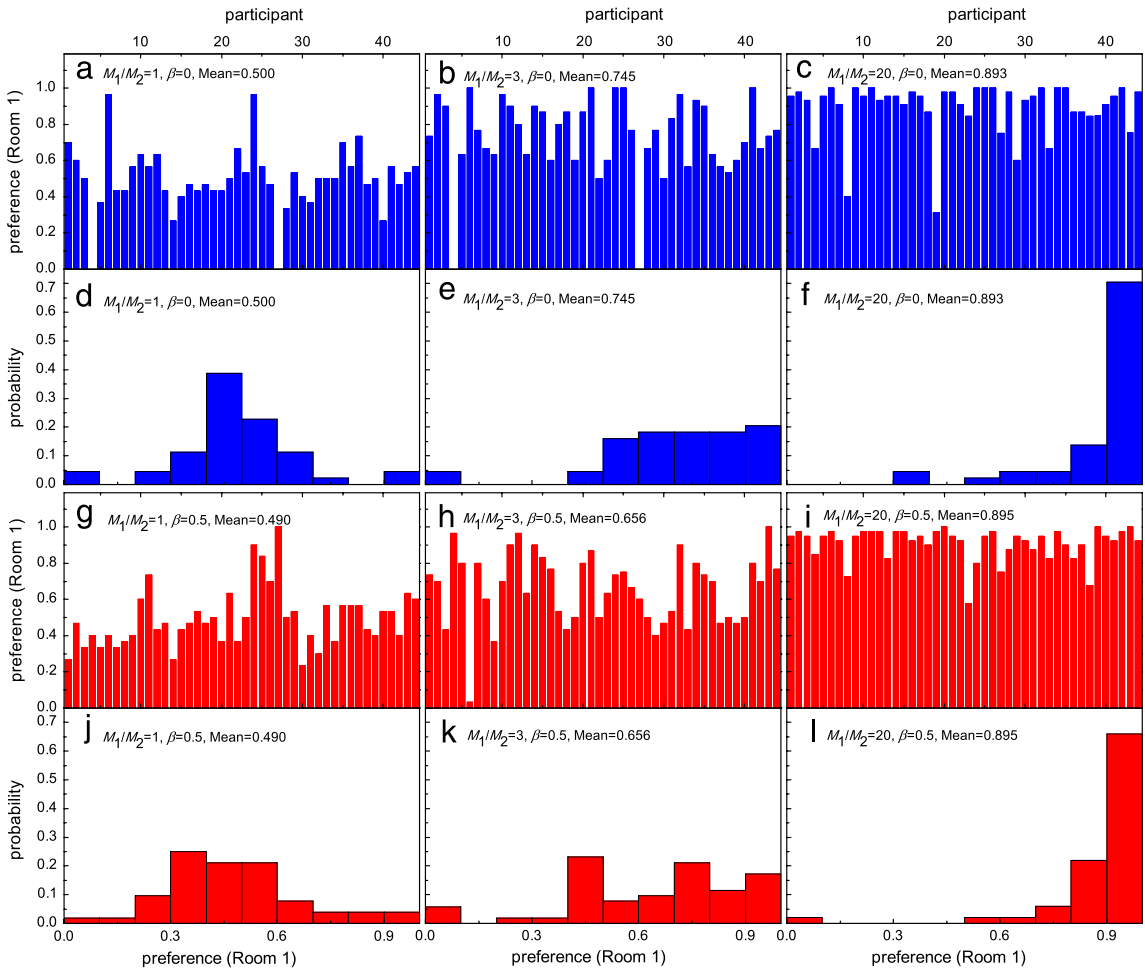 participant participant participant
10 20 30 40 10 20 30 40 10 20 30 40
a M1/M2=1, β=0, Mean=0.500
b M1/M2=3, β=0, Mean=0.745
c M1/M2=20, β=0, Mean=0.893
preference (Room 1)
1.0
0.8
0.6
0.4
0.2
0.0
d M1/M2=1, β=0, Mean=0.500
e M1/M2=3, β=0, Mean=0.745
f M1/M2=20, β=0, Mean=0.893
probability
0.7
0.6
0.5
0.4
0.3
0.2
0.1
0.0
g M1/M2=1, β=0.5, Mean=0.490
h M1/M2=3, β=0.5, Mean=0.656
i M1/M2=20, β=0.5, Mean=0.895
preference (Room 1)
1.0
0.8
0.6
0.4
0.2
0.0
j M1/M2=1, β=0.5, Mean=0.490
k M1/M2=3, β=0.5, Mean=0.656
l M1/M2=20, β=0.5, Mean=0.895
probability
0.7
0.6
0.5
0.4
0.3
0.2
0.1
0.0
0.0 0.3 0.6 0.9 0.0 0.3 0.6 0.9 0.0 0.3 0.6 0.9
preference (Room 1) preference (Room 1) preference (Room 1)